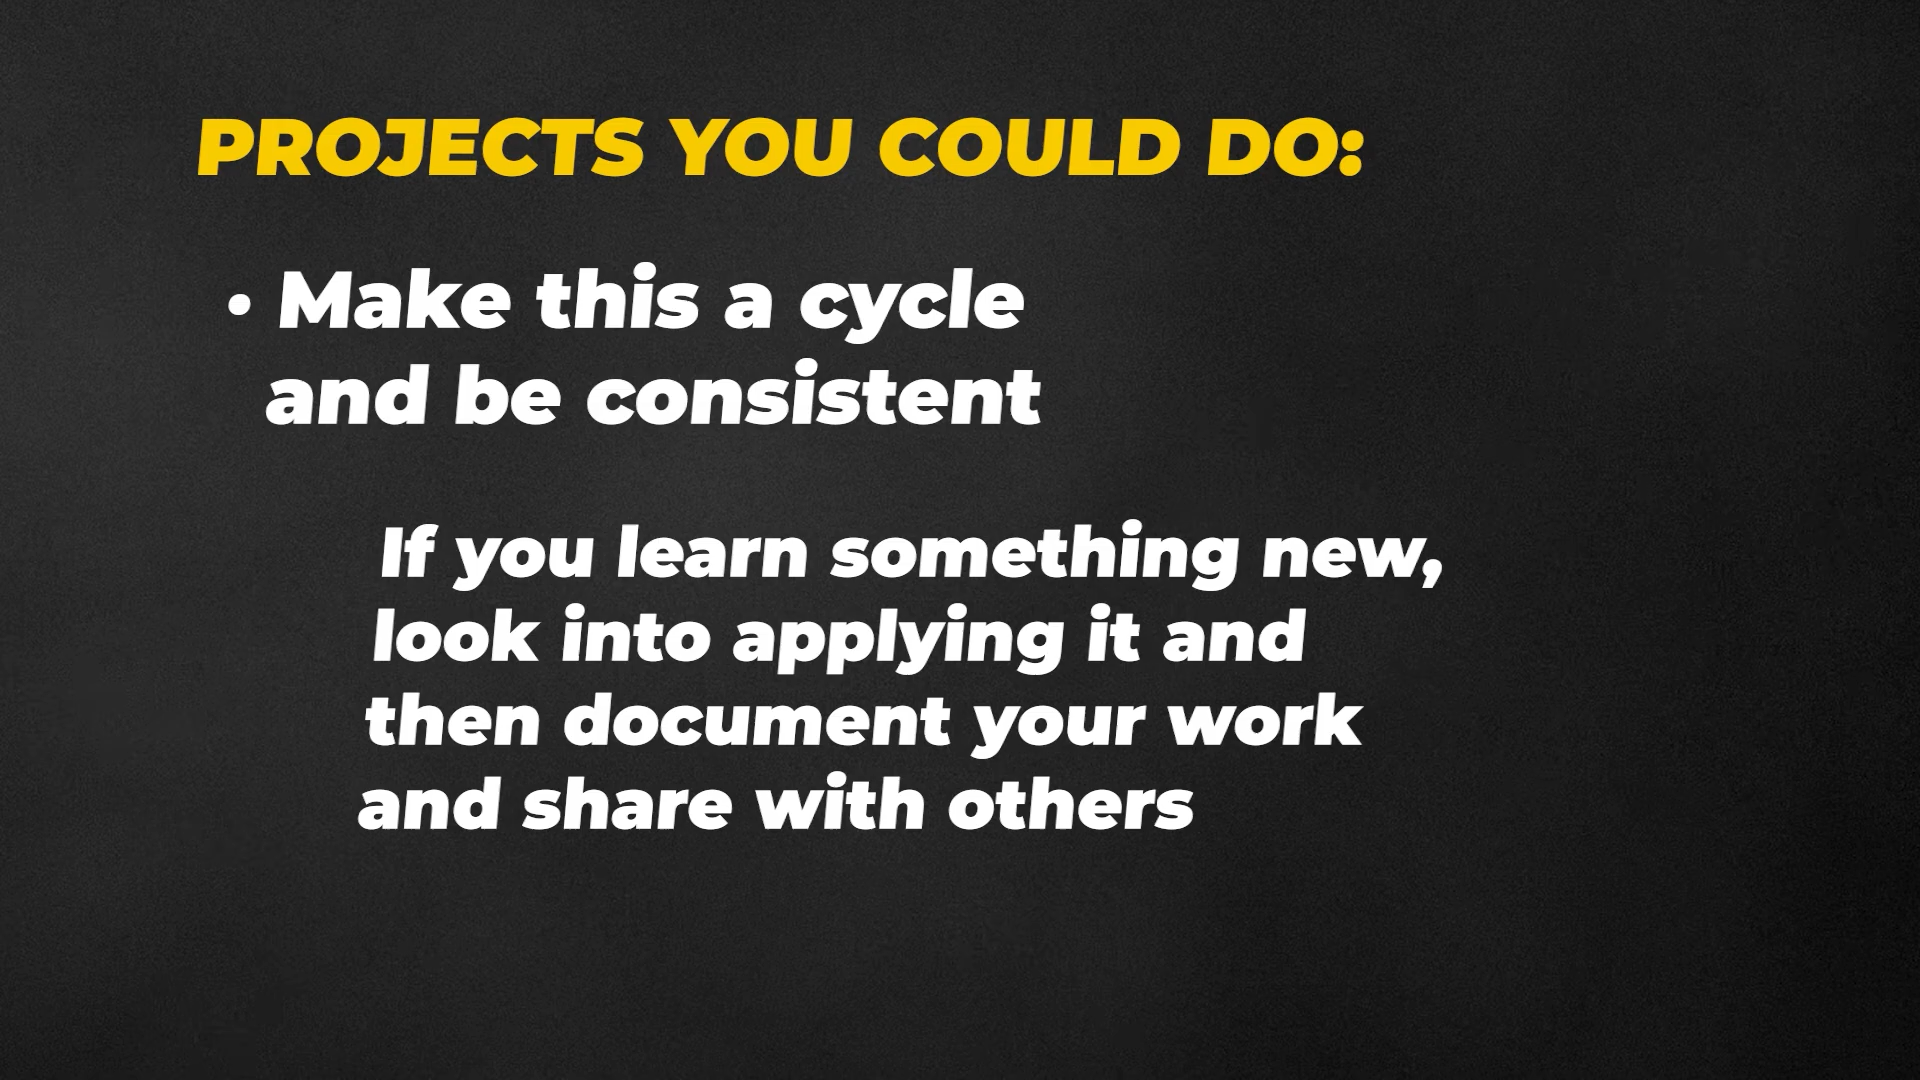 PROJECTS YOU COULD DO:
• Make this a cycle
and be consistent
If you learn something new,
look into applying it and
then document your work
and share with others